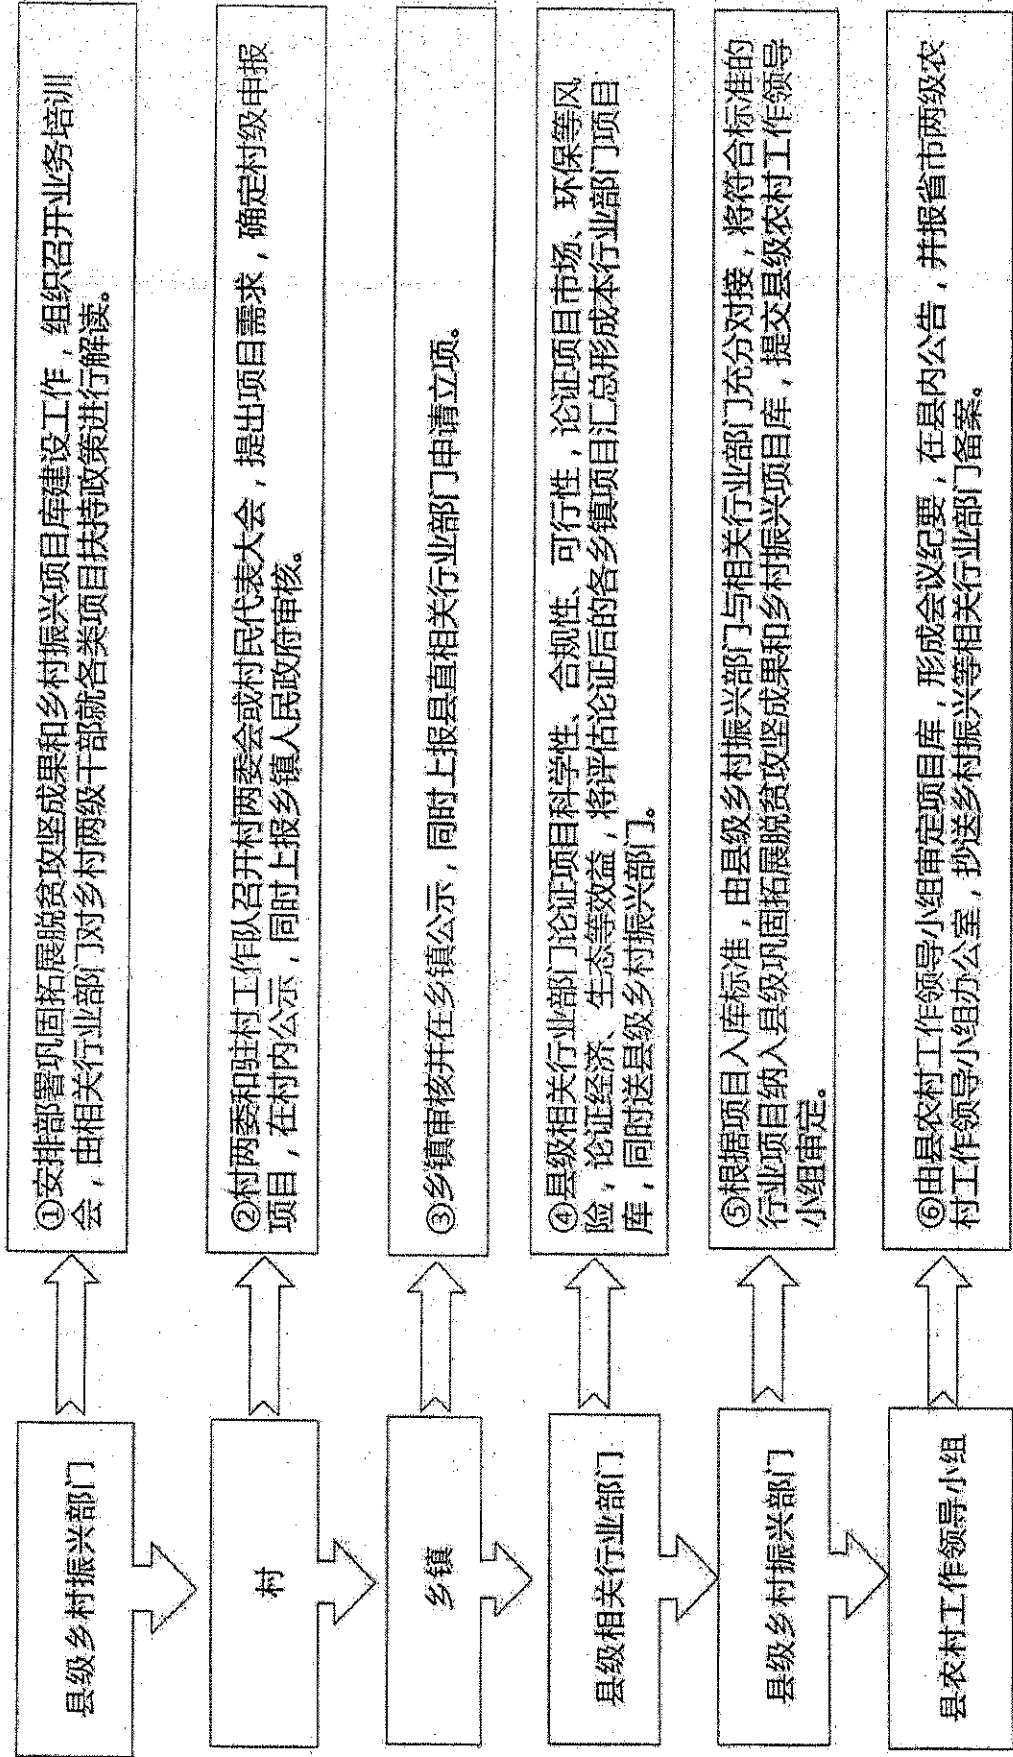 县级乡村振兴部门
①安排部署巩固拓展脱贫攻坚成果和乡村振兴项目库建设工作，组织召开业务培训
会，由相关行业部门对乡村两级干部就各类项目扶持政策进行解读。
村
②村两委和驻村工作队召开村两委会或村民代表大会，提出项目需求，确定村级申报
项目，在村内公示，同时上报乡镇人民政府审核。
乡镇
③乡镇审核并在乡镇公示，同时上报县直相关行业部门申请立项。
县级相关行业部门
④县级相关行业部门论证项目科学性、合规性、可行性，论证项目市场、环保等风
险，论证经济、生态等效益，将评估论证后的各乡镇项目汇总形成本行业部门项目
库，同时送县级乡村振兴部门。
县级乡村振兴部门
⑤根据项目入库标准，由县级乡村振兴部门与相关行业部门充分对接，将符合标准的
行业项目纳入县级巩固拓展脱贫攻坚成果和乡村振兴项目库，提交县级农村工作领导
小组审定。
县农村工作领导小组
⑥由县农村工作领导小组审定项目库，形成会议纪要，在县内公告，并报省市两级农
村工作领导小组办公室，抄送乡村振兴等相关行业部门备案。